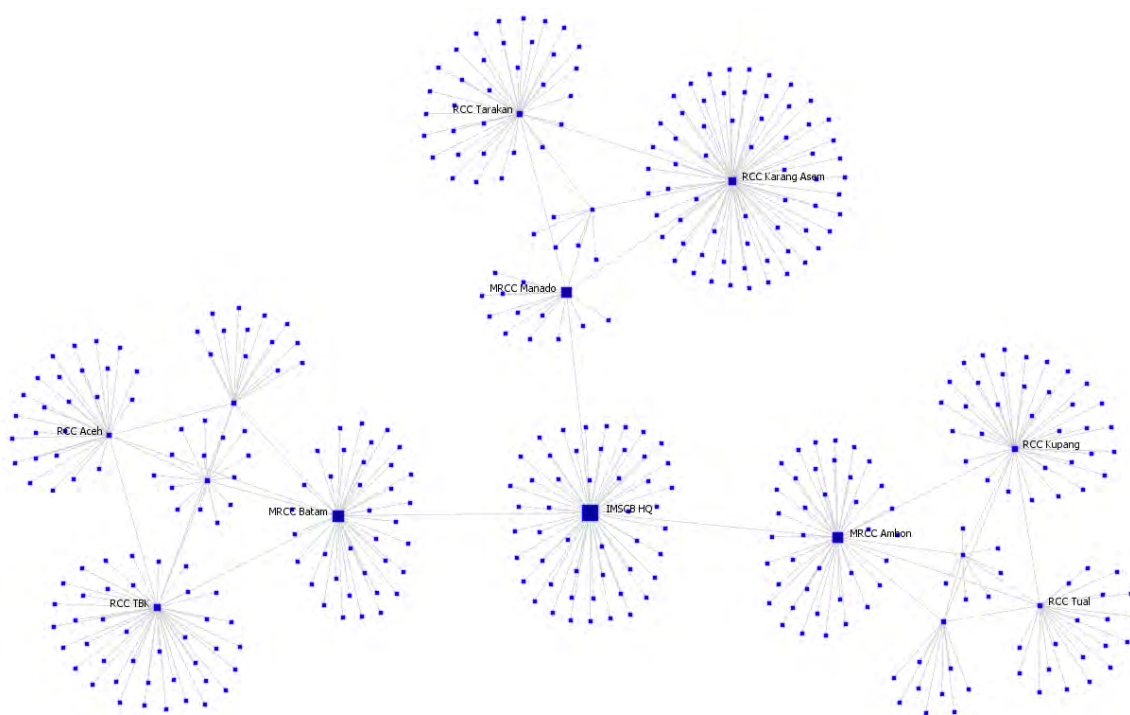 RCC Tarakan
RCC Karang Asem
MRCC Manado
RCC Aceh
RCC Kupang
MRCC Batam
IMSCB HQ
MRCC Ambon
RCC TBK
RCC Tual